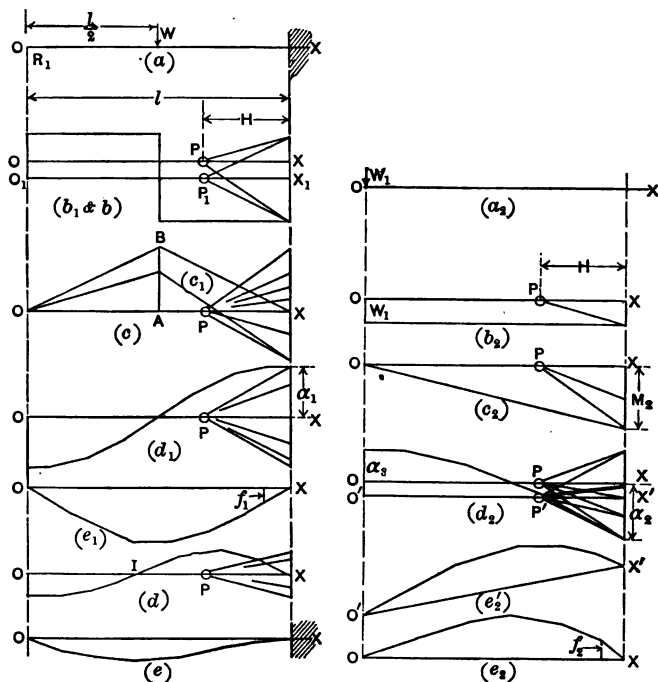 l/2
W
O X
R₁ (a)
l
H
P
O X
O₁ X₁
P₁
(b₁ & b)
B
(c₁)
O A P X
(c)
α₁
O P X
(d₁)
O f₁ X
(e₁)
O I P X
(d)
O X
(e)
W₁
O X
(a₂)
H
P
O X
W₁
(b₂)
O P X
M₂
(c₂)
α₃
O P X
O' P' X'
(d₂) α₂
X
X'
O' (e₂')
f₂
O X
(e₂)